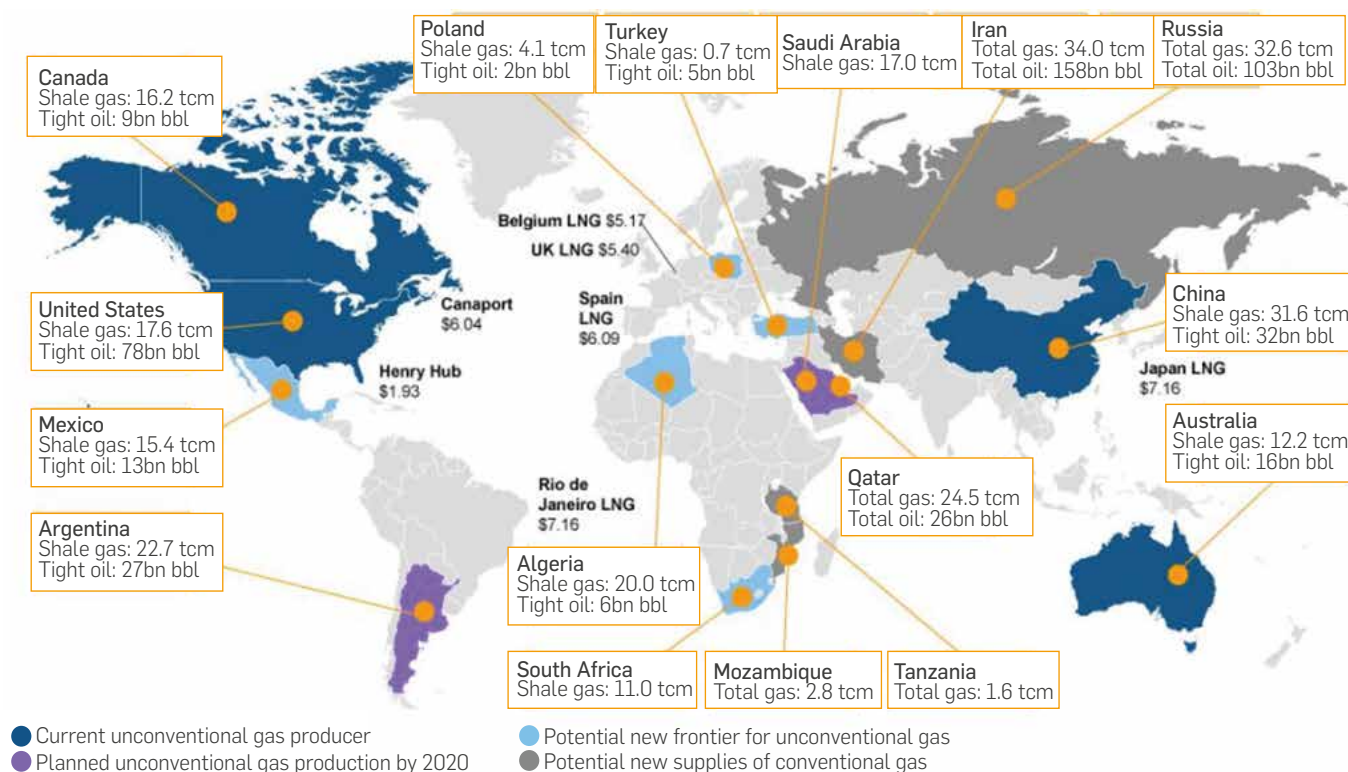 Poland
Shale gas: 4.1 tcm
Tight oil: 2bn bbl
Turkey
Shale gas: 0.7 tcm
Tight oil: 5bn bbl
Saudi Arabia
Shale gas: 17.0 tcm
Iran
Total gas: 34.0 tcm
Total oil: 158bn bbl
Russia
Total gas: 32.6 tcm
Total oil: 103bn bbl
Canada
Shale gas: 16.2 tcm
Tight oil: 9bn bbl
Belgium LNG $5.17
UK LNG $5.40
United States
Shale gas: 17.6 tcm
Tight oil: 78bn bbl
Canaport
$6.04
Spain
LNG
$6.09
China
Shale gas: 31.6 tcm
Tight oil: 32bn bbl
Henry Hub
$1.93
Japan LNG
$7.16
Mexico
Shale gas: 15.4 tcm
Tight oil: 13bn bbl
Australia
Shale gas: 12.2 tcm
Tight oil: 16bn bbl
Rio de
Janeiro LNG
$7.16
Qatar
Total gas: 24.5 tcm
Total oil: 26bn bbl
Argentina
Shale gas: 22.7 tcm
Tight oil: 27bn bbl
Algeria
Shale gas: 20.0 tcm
Tight oil: 6bn bbl
South Africa
Shale gas: 11.0 tcm
Mozambique
Total gas: 2.8 tcm
Tanzania
Total gas: 1.6 tcm
Current unconventional gas producer
Planned unconventional gas production by 2020
Potential new frontier for unconventional gas
Potential new supplies of conventional gas